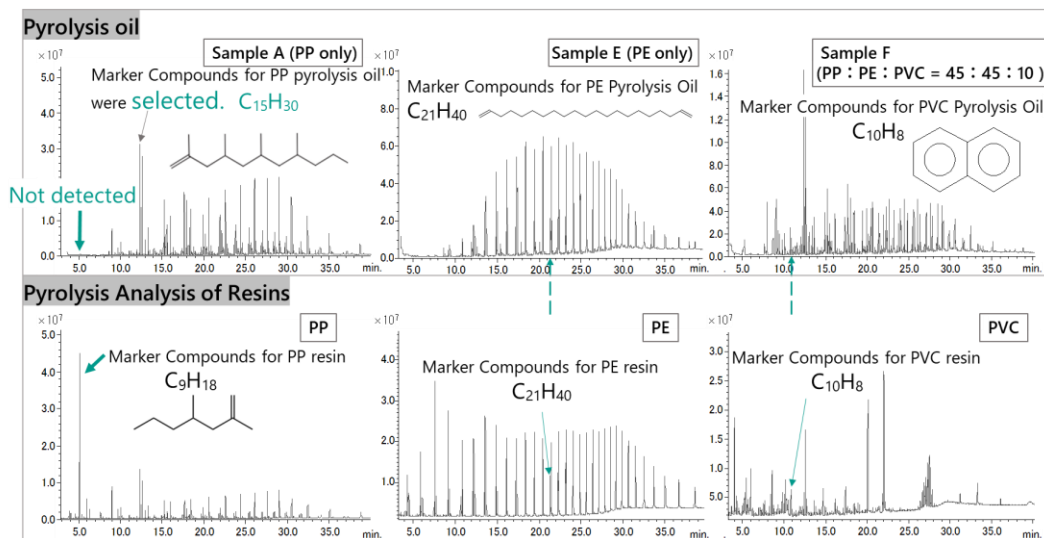 Pyrolysis oil
Sample A (PP only)
×10⁷
Marker Compounds for PP pyrolysis oil
were selected. C₁₅H₃₀
Not detected
5.0
3.0
2.0
1.0
0.0
5.0 10.0 15.0 20.0 25.0 30.0 35.0 min.
Sample E (PE only)
×10⁷
Marker Compounds for PE Pyrolysis Oil
C₂₁H₄₀
10.0
8.0
6.0
4.0
2.0
0.0
5.0 10.0 15.0 20.0 25.0 30.0 35.0 min.
Sample F
(PP : PE : PVC = 45 : 45 : 10 )
×10⁷
Marker Compounds for PVC Pyrolysis Oil
C₁₀H₈
1.6
1.4
1.2
1.0
8.0
6.0
4.0
2.0
0.0
5.0 10.0 15.0 20.0 25.0 30.0 35.0 min.
Pyrolysis Analysis of Resins
PP
×10⁷
Marker Compounds for PP resin
C₉H₁₈
5.0
4.0
3.0
2.0
1.0
0.0
5.0 10.0 15.0 20.0 25.0 30.0 35.0 min.
PE
×10⁷
Marker Compounds for PE resin
C₂₁H₄₀
5.0
4.0
3.0
2.0
1.0
5.0 10.0 15.0 20.0 25.0 30.0 35.0 min.
PVC
×10⁷
Marker Compounds for PVC resin
C₁₀H₈
3.0
2.5
2.0
1.5
1.0
5.0
5.0 10.0 15.0 20.0 25.0 30.0 35.0 min.